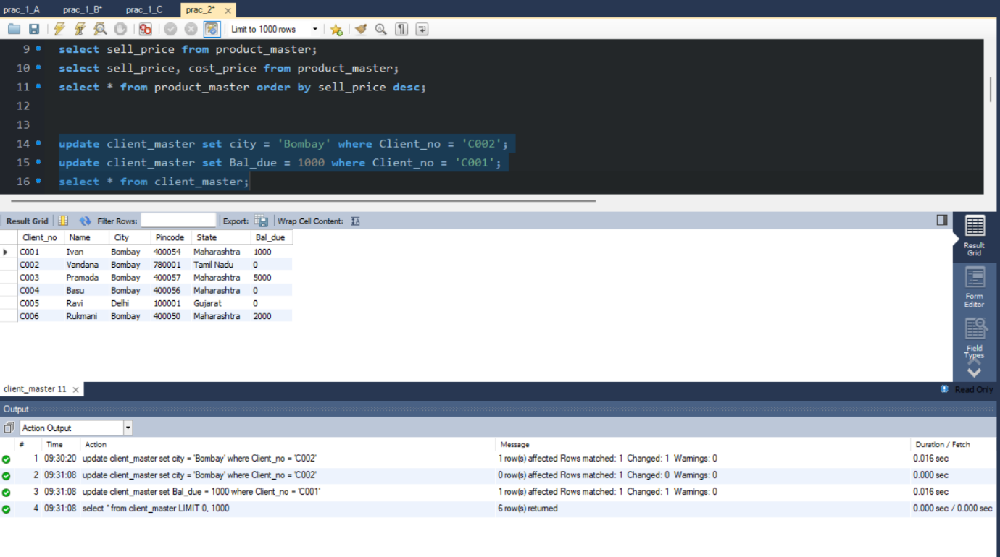 prac_1_A prac_1_B* prac_1_C prac_2*
Limit to 1000 rows
9 select sell_price from product_master;
10 select sell_price, cost_price from product_master;
11 select * from product_master order by sell_price desc;
12
13
14 update client_master set city = 'Bombay' where Client_no = 'C002';
15 update client_master set Bal_due = 1000 where Client_no = 'C001';
16 select * from client_master;
Result Grid Filter Rows: Export: Wrap Cell Content:
Client_no Name City Pincode State Bal_due
C001 Ivan Bombay 400054 Maharashtra 1000
C002 Vandana Bombay 780001 Tamil Nadu 0
C003 Pramada Bombay 400057 Maharashtra 5000
C004 Basu Bombay 400056 Maharashtra 0
C005 Ravi Delhi 100001 Gujarat 0
C006 Rukmani Bombay 400050 Maharashtra 2000
Result
Grid
Form
Editor
Field
Types
client_master 11 Read Only
Output
Action Output
# Time Action Message Duration / Fetch
1 09:30:20 update client_master set city = 'Bombay' where Client_no = 'C002' 1 row(s) affected Rows matched: 1 Changed: 1 Warnings: 0 0.016 sec
2 09:31:08 update client_master set city = 'Bombay' where Client_no = 'C002' 0 row(s) affected Rows matched: 1 Changed: 0 Warnings: 0 0.000 sec
3 09:31:08 update client_master set Bal_due = 1000 where Client_no = 'C001' 1 row(s) affected Rows matched: 1 Changed: 1 Warnings: 0 0.016 sec
4 09:31:08 select * from client_master LIMIT 0, 1000 6 row(s) returned 0.000 sec / 0.000 sec